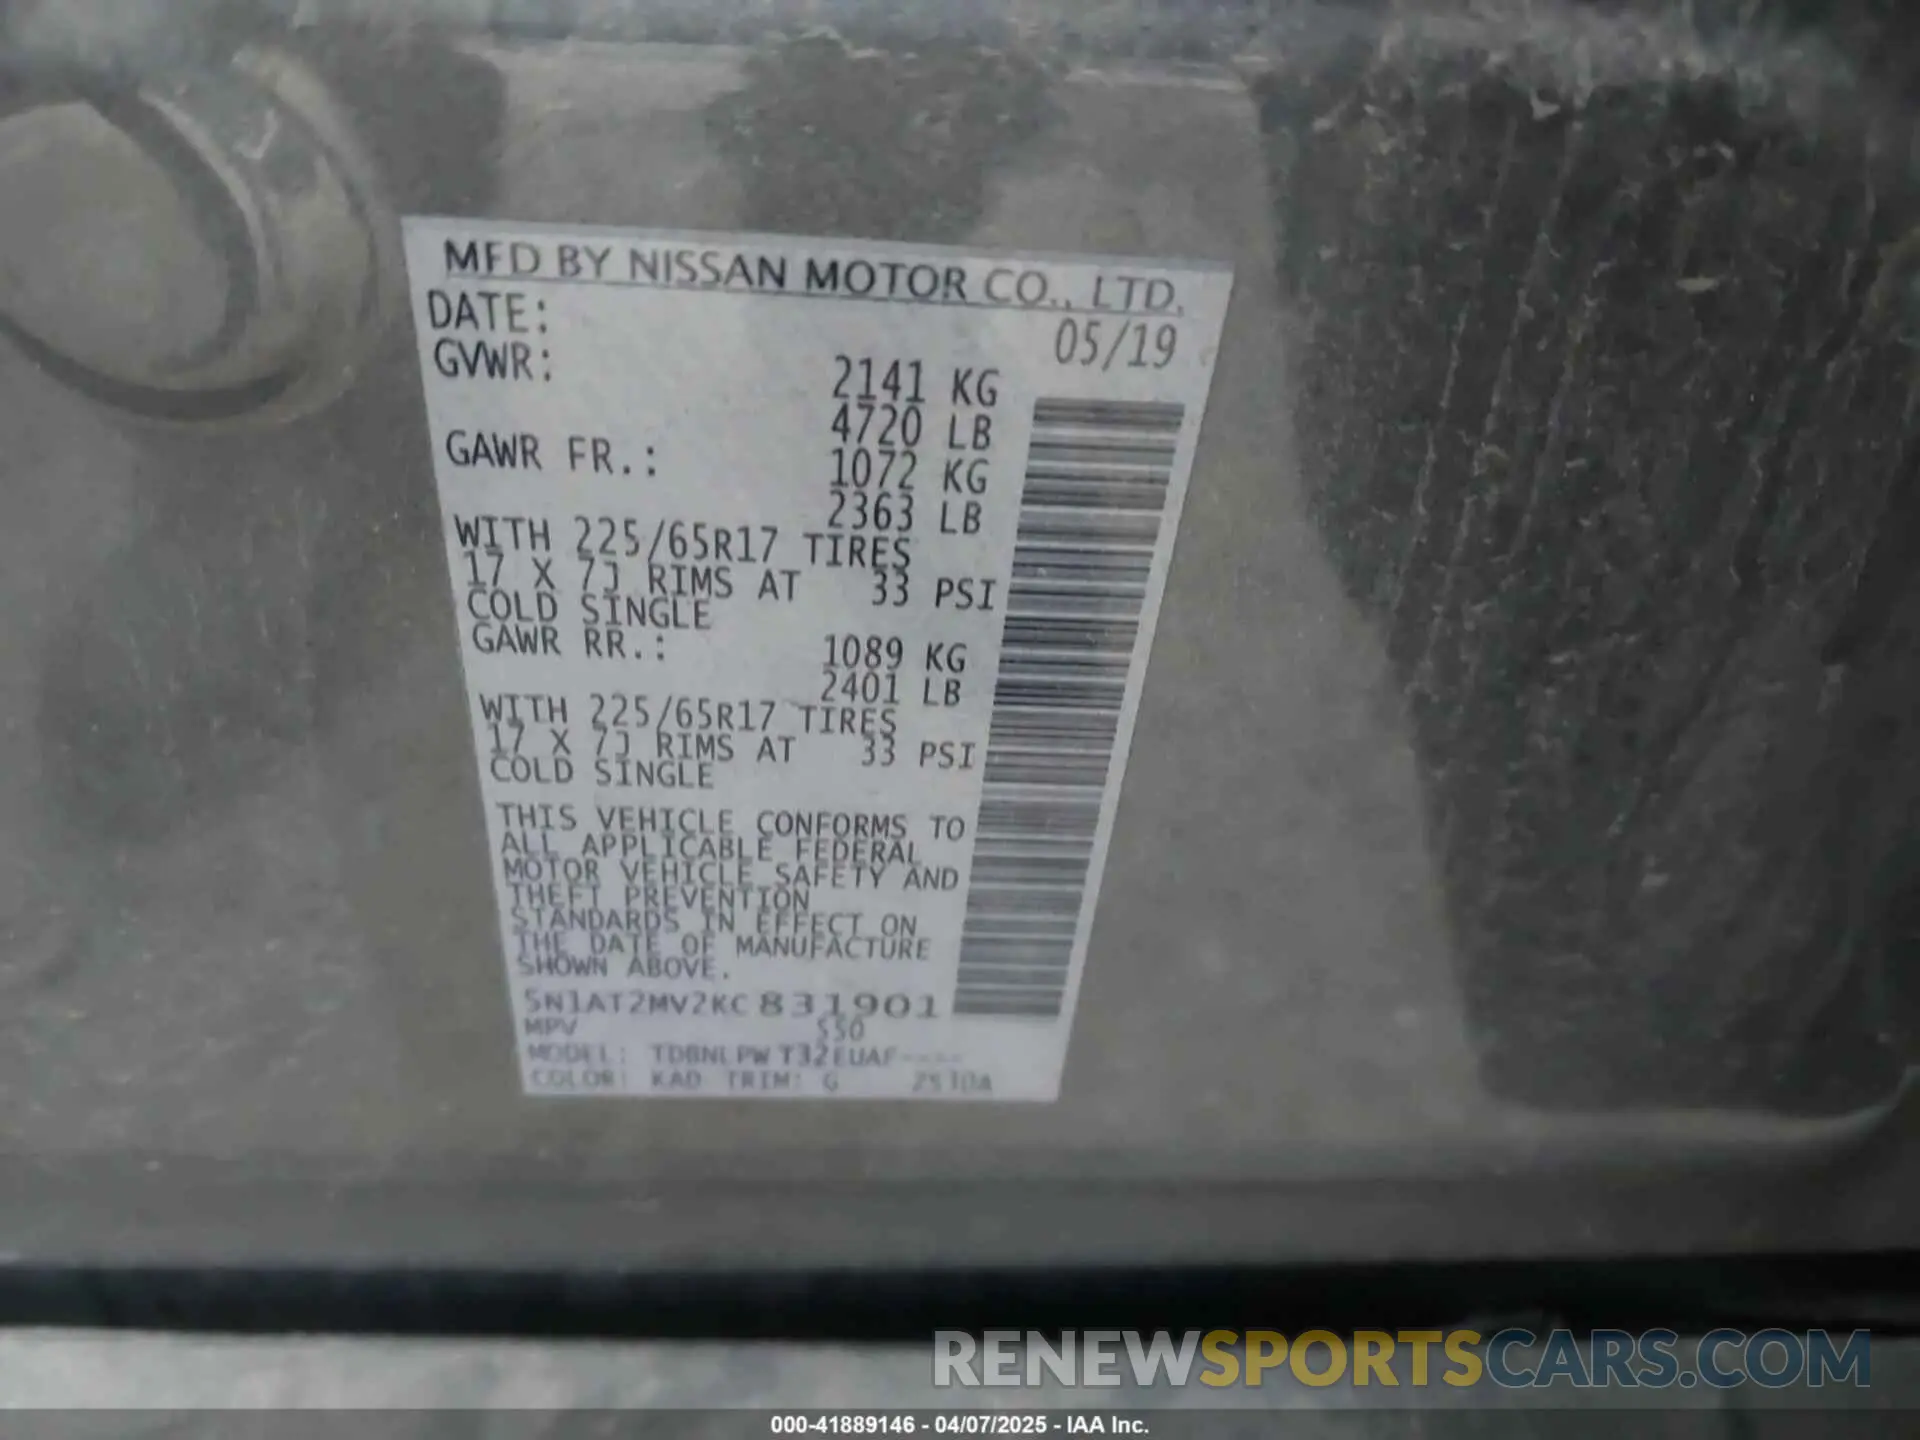 MFD BY NISSAN MOTOR CO., LTD.
DATE: 05/19
GVWR: 2141 KG
4720 LB
GAWR FR.: 1072 KG
2363 LB
WITH 225/65R17 TIRES
17 X 7J RIMS AT 33 PSI
COLD SINGLE
GAWR RR.: 1089 KG
2401 LB
WITH 225/65R17 TIRES
17 X 7J RIMS AT 33 PSI
COLD SINGLE
THIS VEHICLE CONFORMS TO
ALL APPLICABLE FEDERAL
MOTOR VEHICLE SAFETY AND
THEFT PREVENTION
STANDARDS IN EFFECT ON
THE DATE OF MANUFACTURE
SHOWN ABOVE.
5N1AT2MV2KC831901
MPV
MODEL: T32EUAF----
COLOR: KAD TRIM: G
RENEWSPORTSCARS.COM
000-41889146 - 04/07/2025 - IAA Inc.